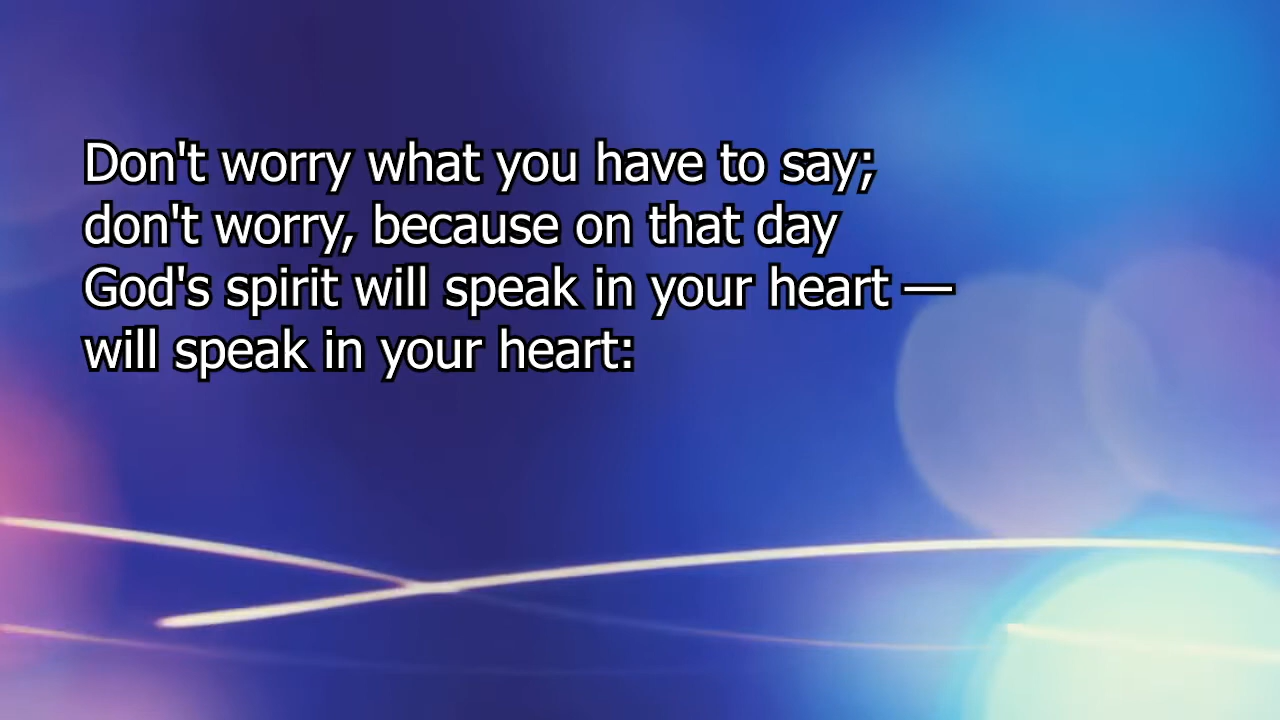 Don't worry what you have to say;
don't worry, because on that day
God's spirit will speak in your heart —
will speak in your heart: